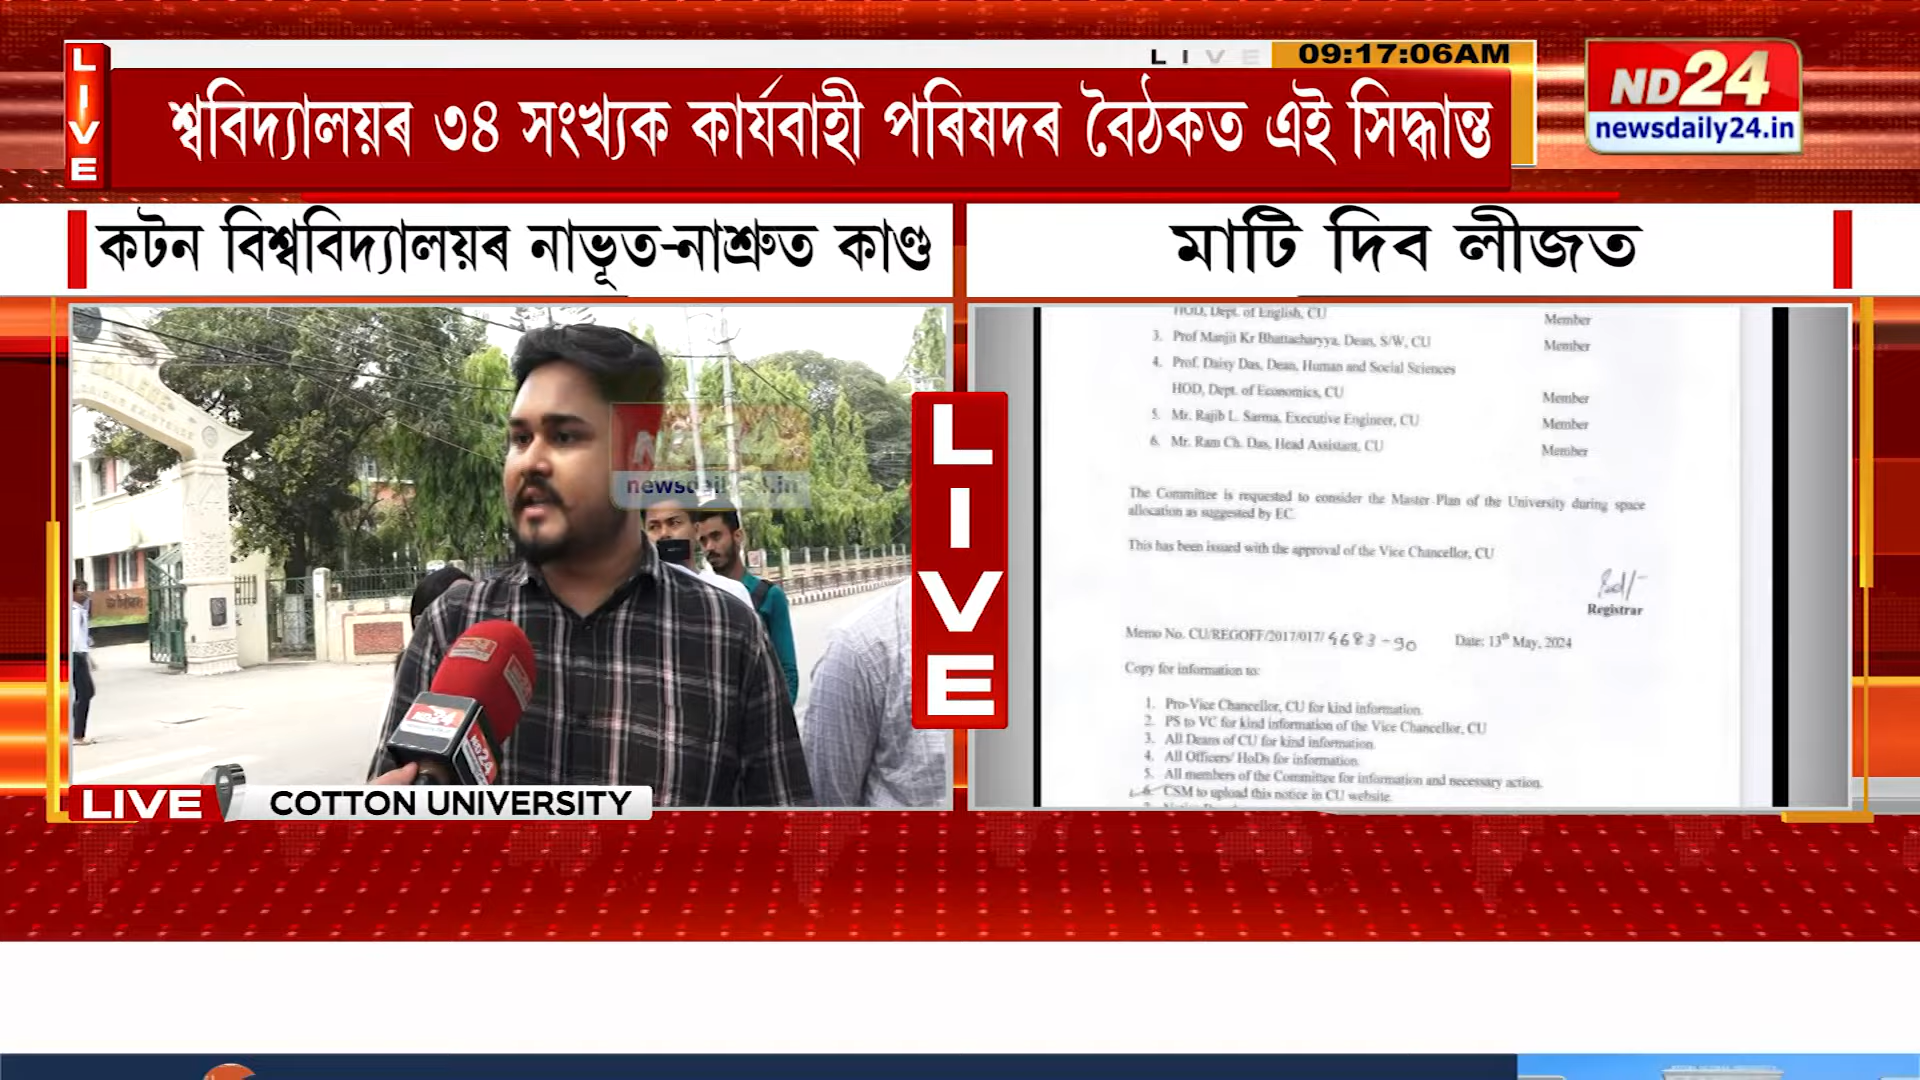 LIVE
LIVE 09:17:06AM
শ্ববিদ্যালয়ৰ ৩৪ সংখ্যক কাৰ্যবাহী পৰিষদৰ বৈঠকত এই সিদ্ধান্ত
ND24
newsdaily24.in
কটন বিশ্ববিদ্যালয়ৰ নাভূত-নাশ্ৰুত কাণ্ড
মাটি দিব লীজত
COLLEGE
ND24
newsdaily24.in
ND24
ND24
LIVE COTTON UNIVERSITY
LIVE
HOD, Dept. of English, CU Member
3. Prof Manjit Kr Bhattacharyya, Dean, S/W, CU Member
4. Prof. Daisy Das, Dean, Human and Social Sciences
HOD, Dept. of Economics, CU Member
5. Mr. Rajib L. Sarma, Executive Engineer, CU Member
6. Mr. Ram Ch. Das, Head Assistant, CU Member
The Committee is requested to consider the Master Plan of the University during space
allocation as suggested by EC.
This has been issued with the approval of the Vice Chancellor, CU
Sd/-
Registrar
Memo No. CU/REGOFF/2017/017/4683-90 Date: 13th May, 2024
Copy for information to:
1. Pro-Vice Chancellor, CU for kind information.
2. PS to VC for kind information of the Vice Chancellor, CU
3. All Deans of CU for kind information.
4. All Officers/ HoDs for information.
5. All members of the Committee for information and necessary action.
6. CSM to upload this notice in CU website.